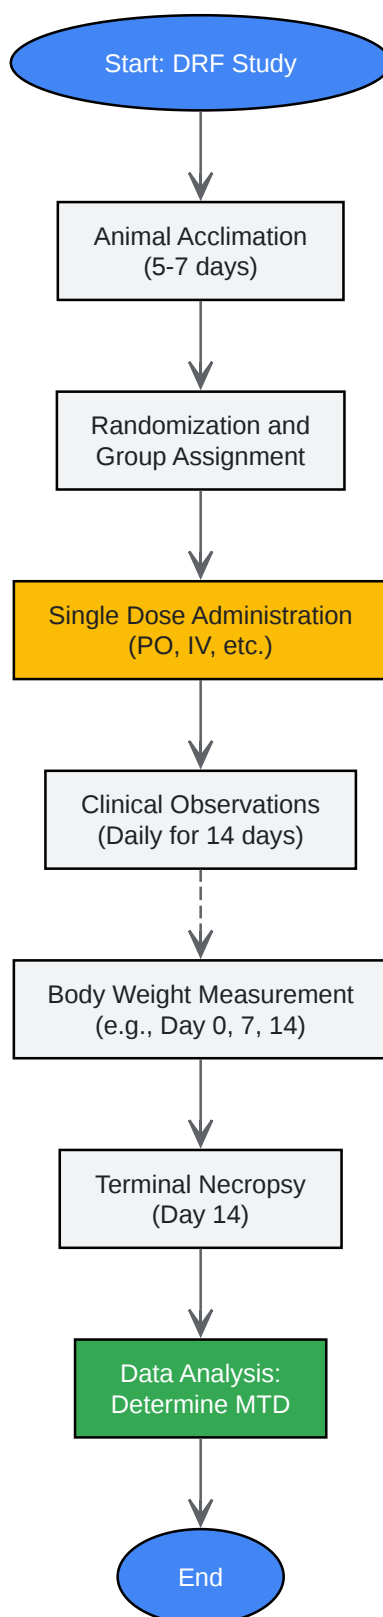 Start: DRF Study
Animal Acclimation
(5-7 days)
Randomization and
Group Assignment
Single Dose Administration
(PO, IV, etc.)
Clinical Observations
(Daily for 14 days)
Body Weight Measurement
(e.g., Day 0, 7, 14)
Terminal Necropsy
(Day 14)
Data Analysis:
Determine MTD
End